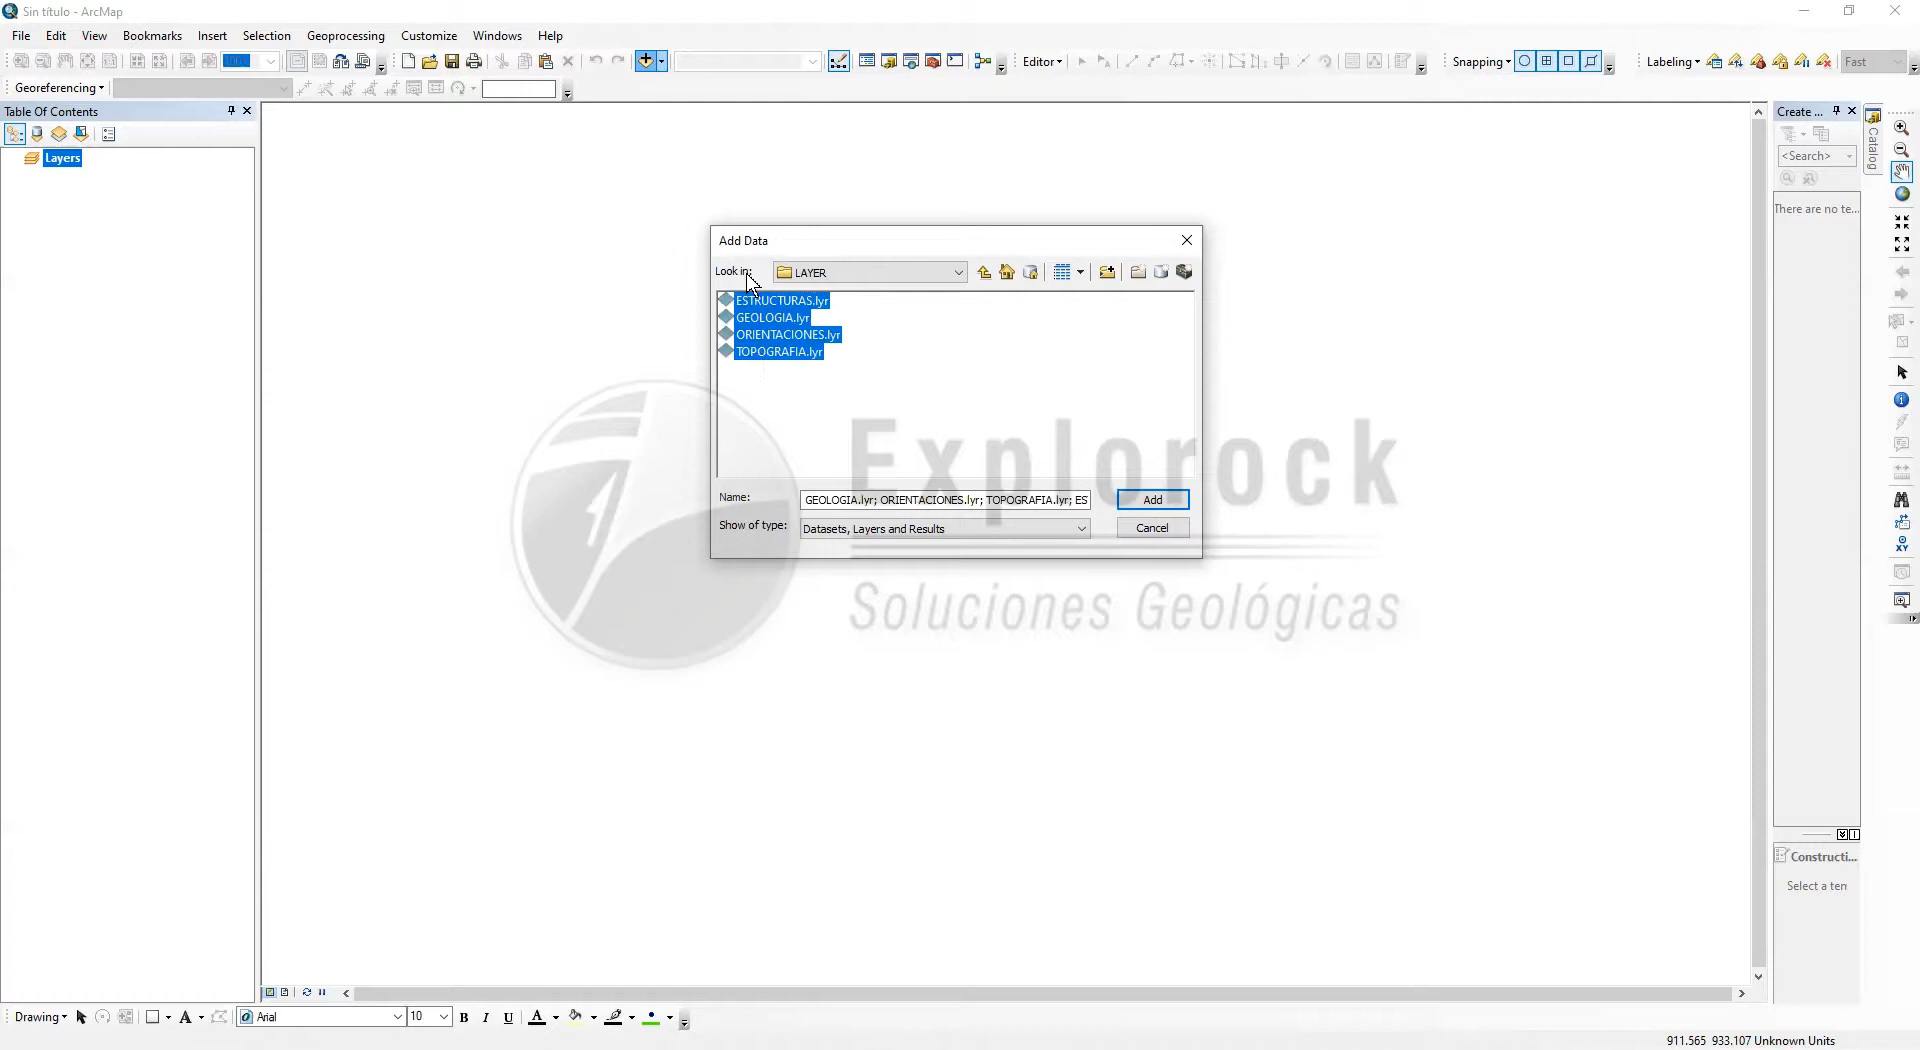 Sin título - ArcMap
File Edit View Bookmarks Insert Selection Geoprocessing Customize Windows Help
100%
Editor
Snapping
Labeling
Fast
Georeferencing
Table Of Contents
Layers
Create ...
<Search>
There are no te...
Catalog
Add Data
Look in:
LAYER
ESTRUCTURAS.lyr
GEOLOGIA.lyr
ORIENTACIONES.lyr
TOPOGRAFIA.lyr
Name:
GEOLOGIA.lyr; ORIENTACIONES.lyr; TOPOGRAFIA.lyr; ES
Add
Show of type:
Datasets, Layers and Results
Cancel
Explorock
Soluciones Geológicas
XY
Constructi...
Select a ten
Drawing
A
Arial
10
B I U A
911.565 933.107 Unknown Units